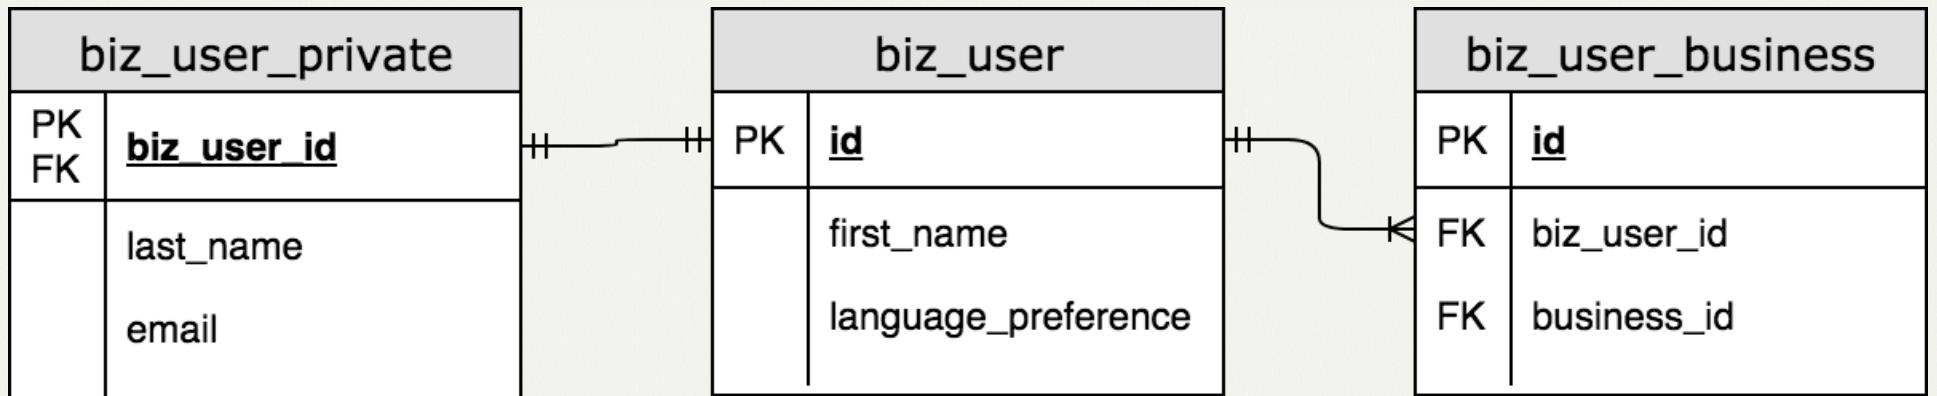 biz_user_private
PK
FK
biz_user_id
last_name
email
biz_user
PK id
first_name
language_preference
biz_user_business
PK id
FK biz_user_id
FK business_id